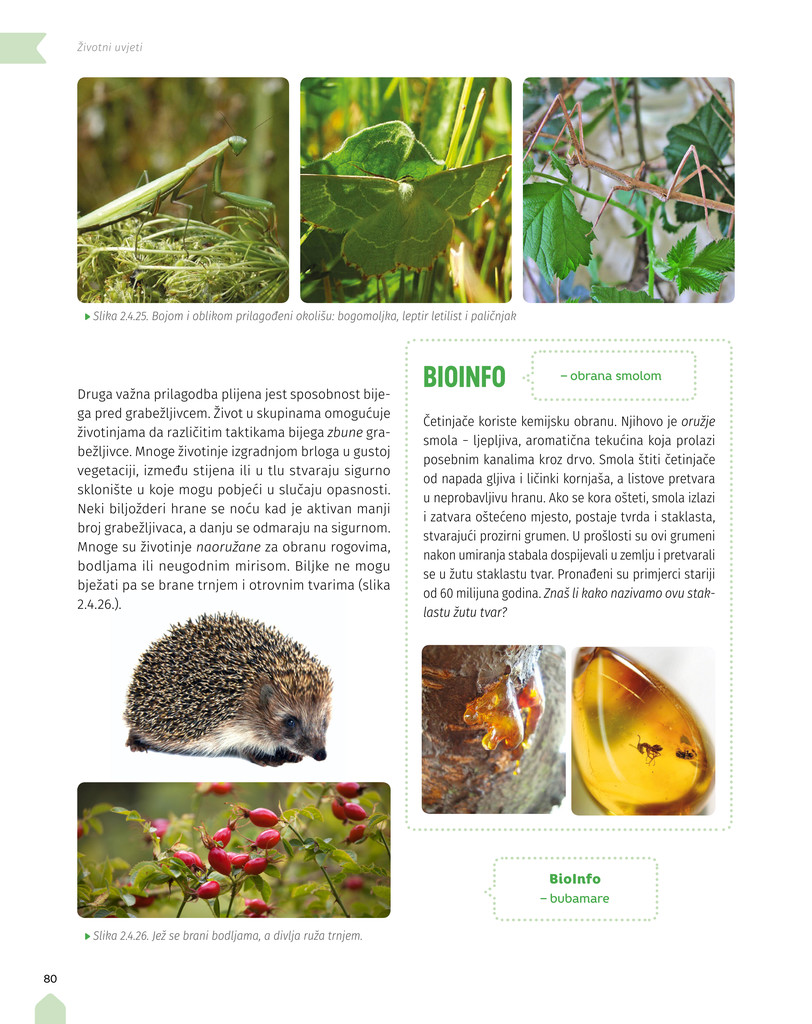 Životni uvjeti
Slika 2.4.25. Bojom i oblikom prilagođeni okolišu: bogomoljka, leptir letilist i paličnjak
Druga važna prilagodba plijena jest sposobnost bije-
ga pred grabežljivcem. Život u skupinama omogućuje
životinjama da različitim taktikama bijega zbune gra-
bežljivce. Mnoge životinje izgradnjom brloga u gustoj
vegetaciji, između stijena ili u tlu stvaraju sigurno
sklonište u koje mogu pobjeći u slučaju opasnosti.
Neki biljožderi hrane se noću kad je aktivan manji
broj grabežljivaca, a danju se odmaraju na sigurnom.
Mnoge su životinje naoružane za obranu rogovima,
bodljama ili neugodnim mirisom. Biljke ne mogu
bježati pa se brane trnjem i otrovnim tvarima (slika
2.4.26.).
Slika 2.4.26. Jež se brani bodljama, a divlja ruža trnjem.
BIOINFO
– obrana smolom
Četinjače koriste kemijsku obranu. Njihovo je oružje
smola – ljepljiva, aromatična tekućina koja prolazi
posebnim kanalima kroz drvo. Smola štiti četinjače
od napada gljiva i ličinki kornjaša, a listove pretvara
u neprobavljivu hranu. Ako se kora ošteti, smola izlazi
i zatvara oštećeno mjesto, postaje tvrda i staklasta,
stvarajući prozirni grumen. U prošlosti su ovi grumeni
nakon umiranja stabala dospijevali u zemlju i pretvarali
se u žutu staklastu tvar. Pronađeni su primjerci stariji
od 60 milijuna godina. Znaš li kako nazivamo ovu stak-
lastu žutu tvar?
BioInfo
– bubamare
80